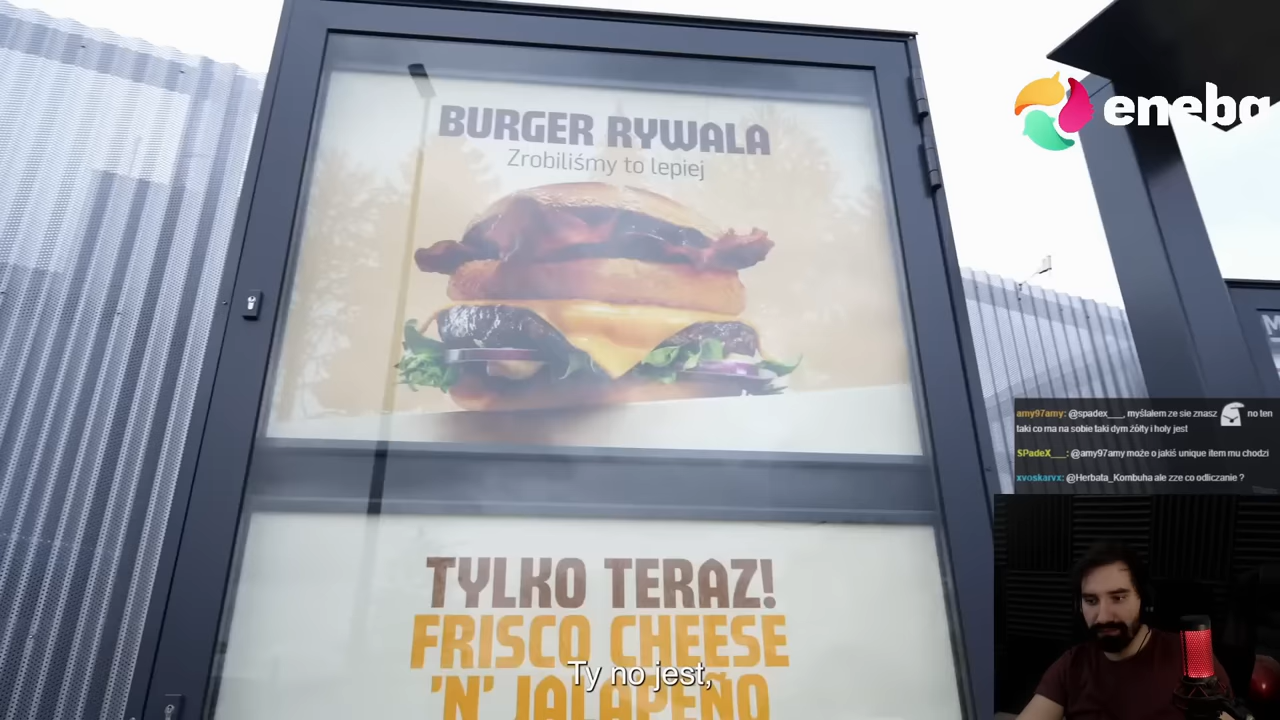 BURGER RYWALA
Zrobiliśmy to lepiej
eneba
amy97amy: @spadex___, myślałem ze sie znasz no ten
taki co ma na sobie taki dym żółty i holy jest
SPadeX___: @amy97amy może o jakiś unique item mu chodzi
xvoskarvx: @Herbata_Kombuha ale zze co odliczanie ?
TYLKO TERAZ!
FRISCO CHEESE
'N' JALAPEÑO
Ty no jest,